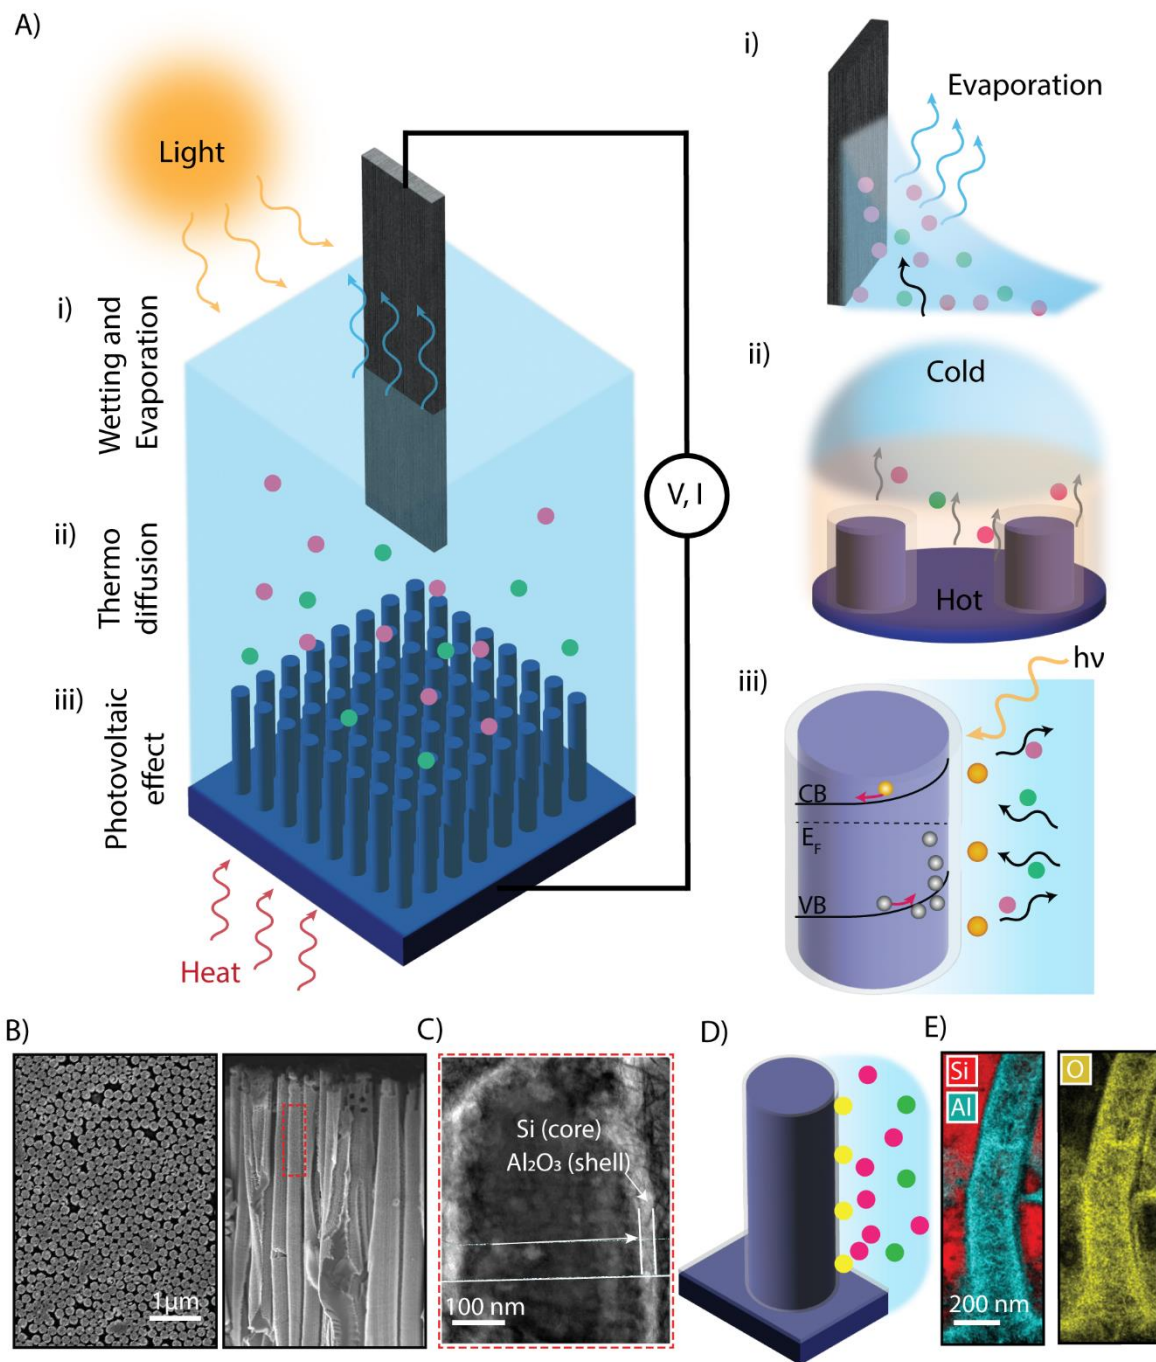 A)
Light
i)
Wetting and
Evaporation
ii)
Thermo
diffusion
iii)
Photovoltaic
effect
Heat
V, I
i)
Evaporation
ii)
Cold
Hot
iii)
hν
CB
E_F
VB
B)
1μm
C)
Si (core)
Al₂O₃ (shell)
100 nm
D)
E)
Si
Al
200 nm
O